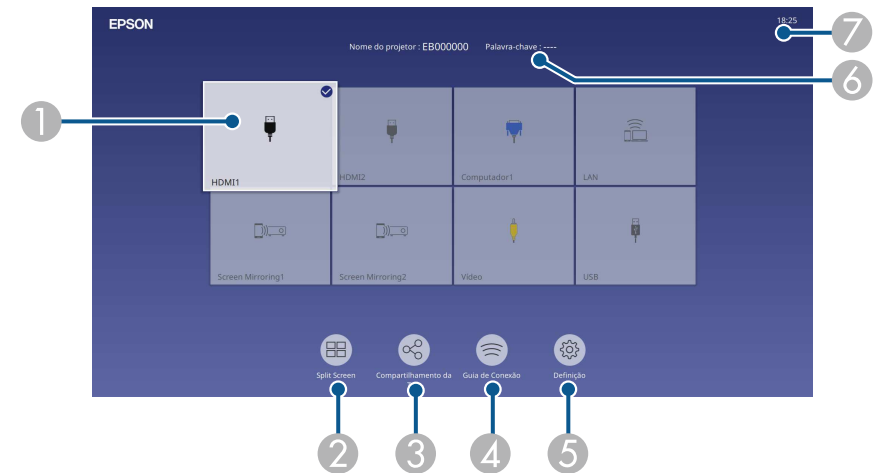 EPSON
18:25
7
Nome do projetor : EB000000 Palavra-chave : ----
6
1
HDMI1
HDMI2
Computador1
LAN
Screen Mirroring1
Screen Mirroring2
Vídeo
USB
Split Screen
Compartilhamento da
Guia de Conexão
Definição
2
3
4
5